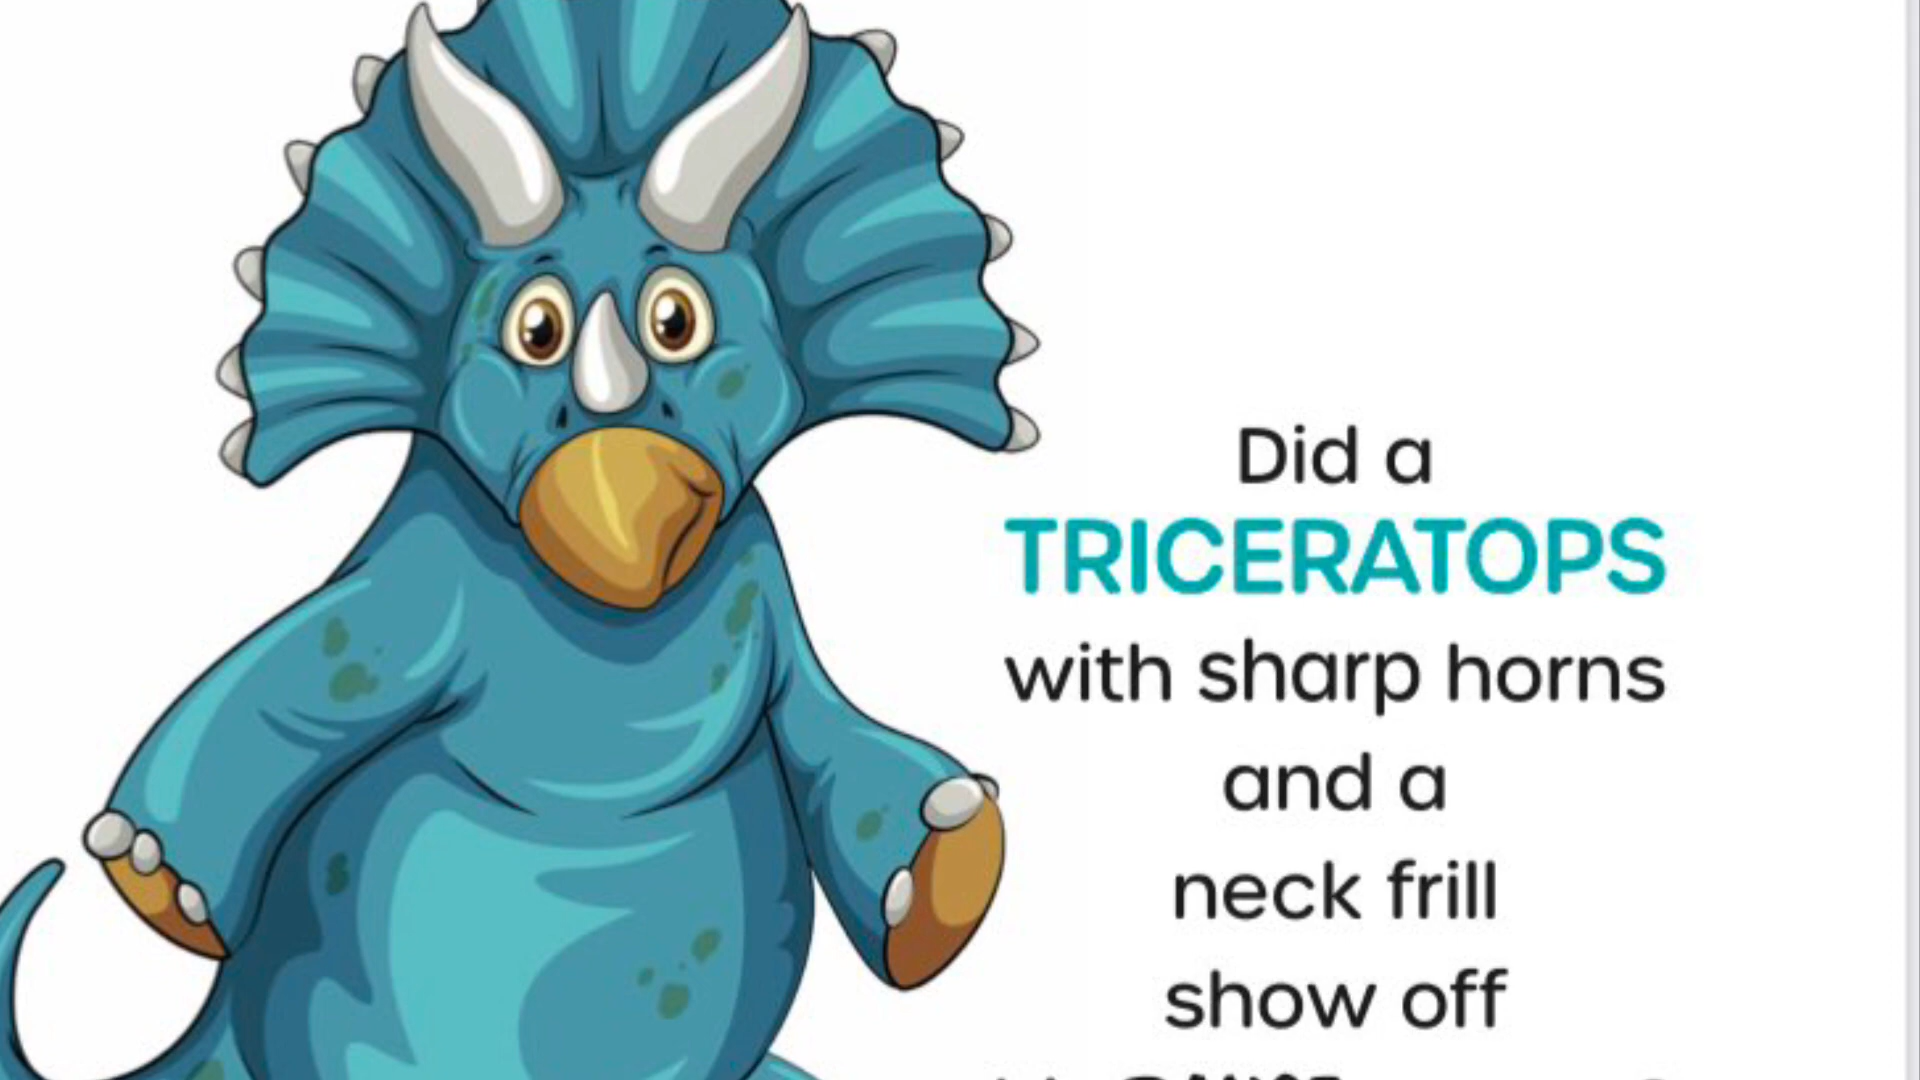 Did a
TRICERATOPS
with sharp horns
and a
neck frill
show off